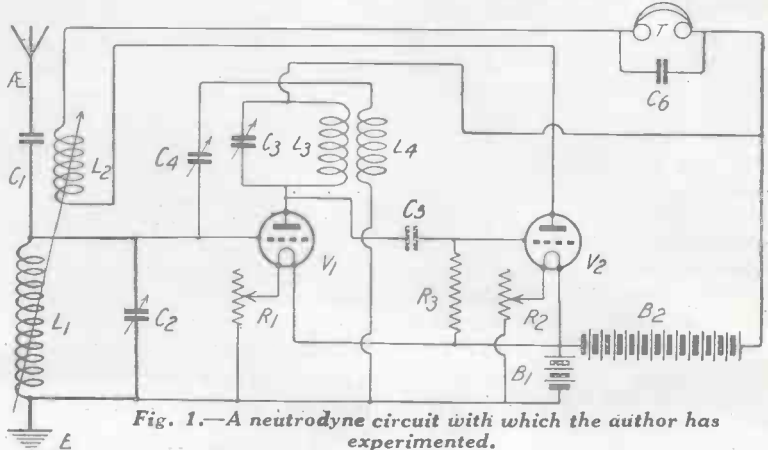 T
Æ
C6
C1
L2
C4
C3
L3
L4
C5
V1
V2
L1
C2
R1
R3
R2
B2
B1
E
Fig. 1.—A neutrodyne circuit with which the author has
experimented.